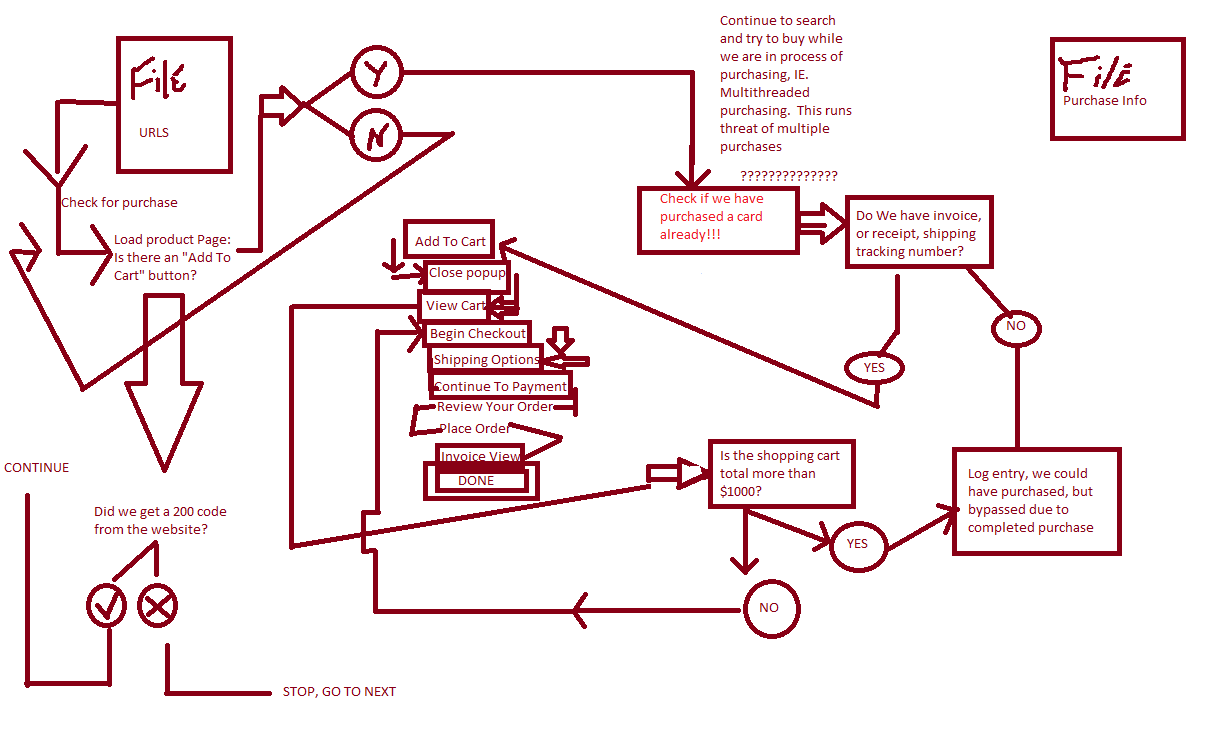 File
URLS
Y
N
Continue to search
and try to buy while
we are in process of
purchasing, IE.
Multithreaded
purchasing.  This runs
threat of multiple
purchases
??????????????
File
Purchase Info
Check for purchase
Load product Page:
Is there an "Add To
Cart" button?
Check if we have
purchased a card
already!!!
Do We have invoice,
or receipt, shipping
tracking number?
Add To Cart
Close popup
View Cart
Begin Checkout
Shipping Options
Continue To Payment
Review Your Order
Place Order
Invoice View
DONE
NO
YES
CONTINUE
Did we get a 200 code
from the website?
Is the shopping cart
total more than
$1000?
Log entry, we could
have purchased, but
bypassed due to
completed purchase
YES
NO
STOP, GO TO NEXT